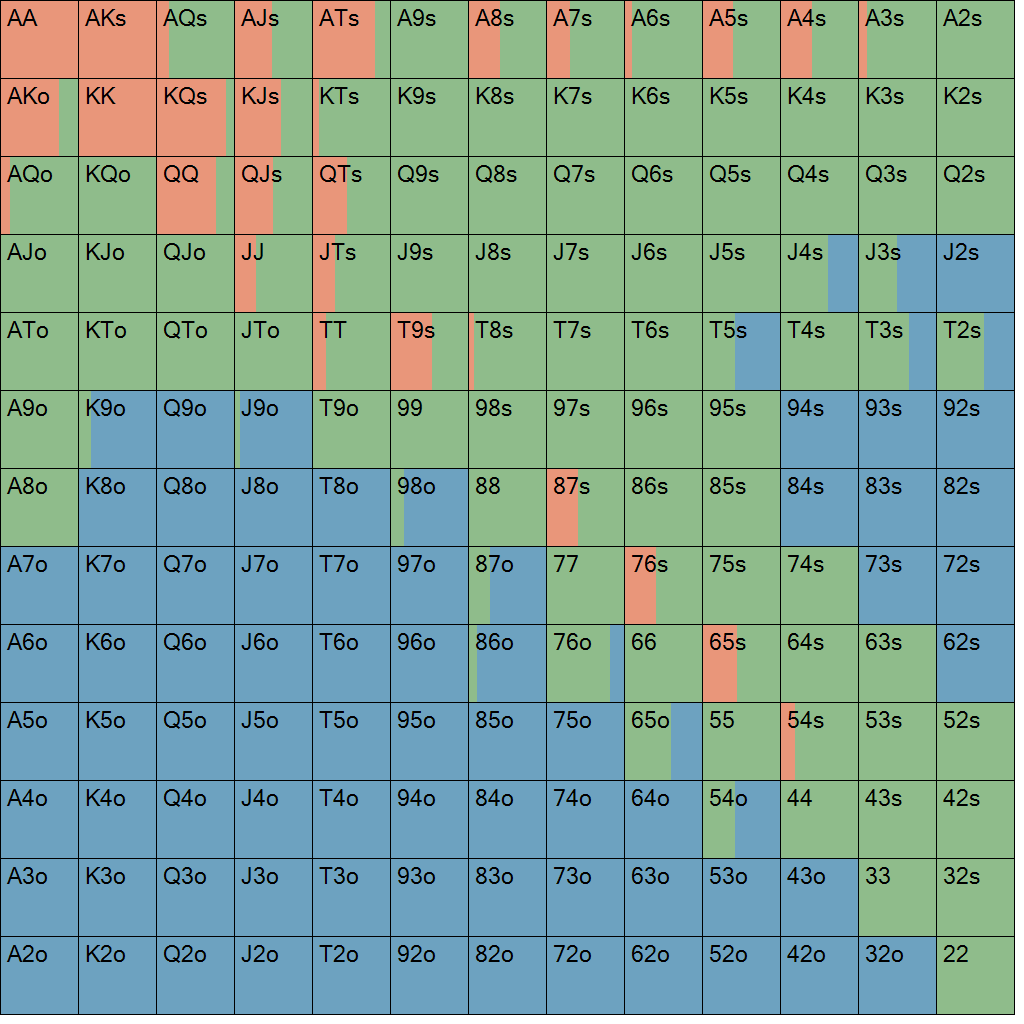 AA AKs AQs AJs ATs A9s A8s A7s A6s A5s A4s A3s A2s
AKo KK KQs KJs KTs K9s K8s K7s K6s K5s K4s K3s K2s
AQo KQo QQ QJs QTs Q9s Q8s Q7s Q6s Q5s Q4s Q3s Q2s
AJo KJo QJo JJ JTs J9s J8s J7s J6s J5s J4s J3s J2s
ATo KTo QTo JTo TT T9s T8s T7s T6s T5s T4s T3s T2s
A9o K9o Q9o J9o T9o 99 98s 97s 96s 95s 94s 93s 92s
A8o K8o Q8o J8o T8o 98o 88 87s 86s 85s 84s 83s 82s
A7o K7o Q7o J7o T7o 97o 87o 77 76s 75s 74s 73s 72s
A6o K6o Q6o J6o T6o 96o 86o 76o 66 65s 64s 63s 62s
A5o K5o Q5o J5o T5o 95o 85o 75o 65o 55 54s 53s 52s
A4o K4o Q4o J4o T4o 94o 84o 74o 64o 54o 44 43s 42s
A3o K3o Q3o J3o T3o 93o 83o 73o 63o 53o 43o 33 32s
A2o K2o Q2o J2o T2o 92o 82o 72o 62o 52o 42o 32o 22